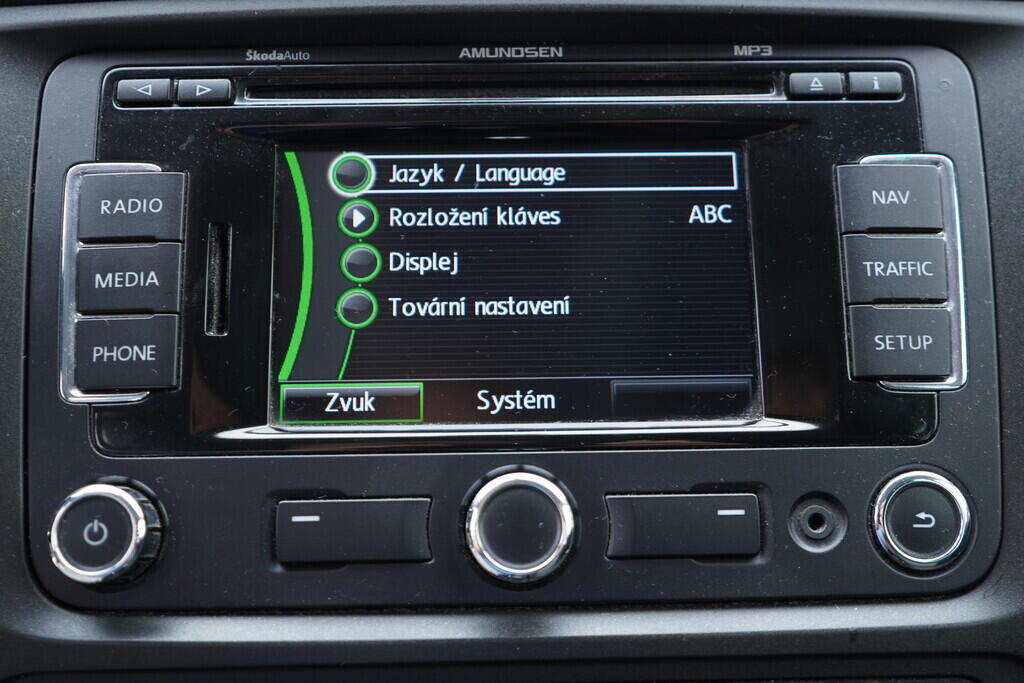 ŠkodaAuto AMUNDSEN MP3
i
RADIO
MEDIA
PHONE
Jazyk / Language
Rozložení kláves ABC
Displej
Tovární nastavení
Zvuk Systém
NAV
TRAFFIC
SETUP